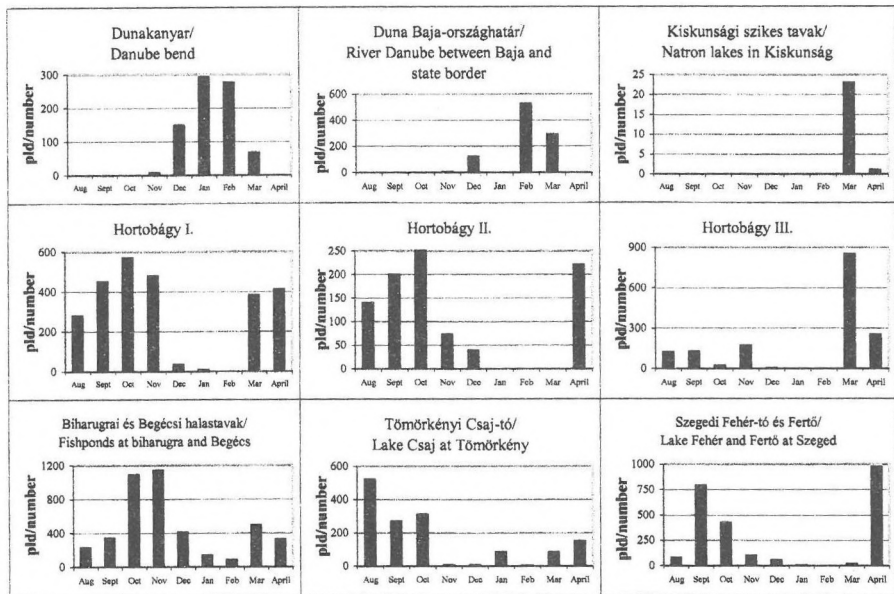 Dunakanyar/
Danube bend
pld/number
300
200
100
0
Aug Sept Oct Nov Dec Jan Feb Mar April
Duna Baja-országhatár/
River Danube between Baja and
state border
pld/number
600
400
200
0
Aug Sept Oct Nov Dec Jan Feb Mar April
Kiskunsági szikes tavak/
Natron lakes in Kiskunság
pld/number
25
20
15
10
5
0
Aug Sept Oct Nov Dec Jan Feb Mar April
Hortobágy I.
pld/number
600
400
200
0
Aug Sept Oct Nov Dec Jan Feb Mar April
Hortobágy II.
pld/number
250
200
150
100
50
0
Aug Sept Oct Nov Dec Jan Feb Mar April
Hortobágy III.
pld/number
900
600
300
0
Aug Sept Oct Nov Dec Jan Feb Mar April
Biharugrai és Begécsi halastavak/
Fishponds at biharugra and Begécs
pld/number
1200
800
400
0
Aug Sept Oct Nov Dec Jan Feb Mar April
Tömörkényi Csaj-tó/
Lake Csaj at Tömörkény
pld/number
600
400
200
0
Aug Sept Oct Nov Dec Jan Feb Mar April
Szegedi Fehér-tó és Fertő/
Lake Fehér and Fertő at Szeged
pld/number
1000
750
500
250
0
Aug Sept Oct Nov Dec Jan Feb Mar April